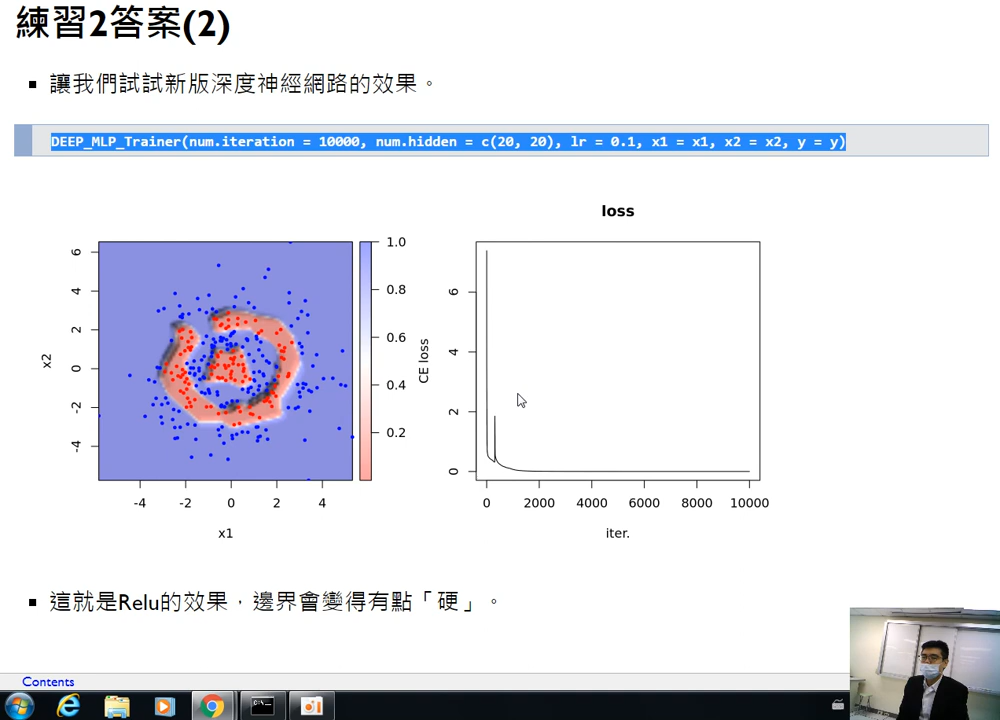 練習2答案(2)
讓我們試試新版深度神經網路的效果。
DEEP_MLP_Trainer(num.iteration = 10000, num.hidden = c(20, 20), lr = 0.1, x1 = x1, x2 = x2, y = y)
loss
6
4
2
0
-2
-4
x2
-4 -2 0 2 4
x1
1.0
0.8
0.6
0.4
0.2
CE loss
6
4
2
0
0 2000 4000 6000 8000 10000
iter.
這就是Relu的效果，邊界會變得有點「硬」。
Contents